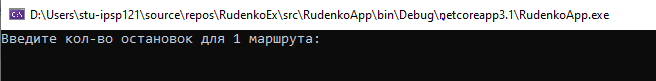 D:\Users\stu-ipsp121\source\repos\RudenkoEx\src\RudenkoApp\bin\Debug\netcoreapp3.1\RudenkoApp.exe
Введите кол-во остановок для 1 маршрута: